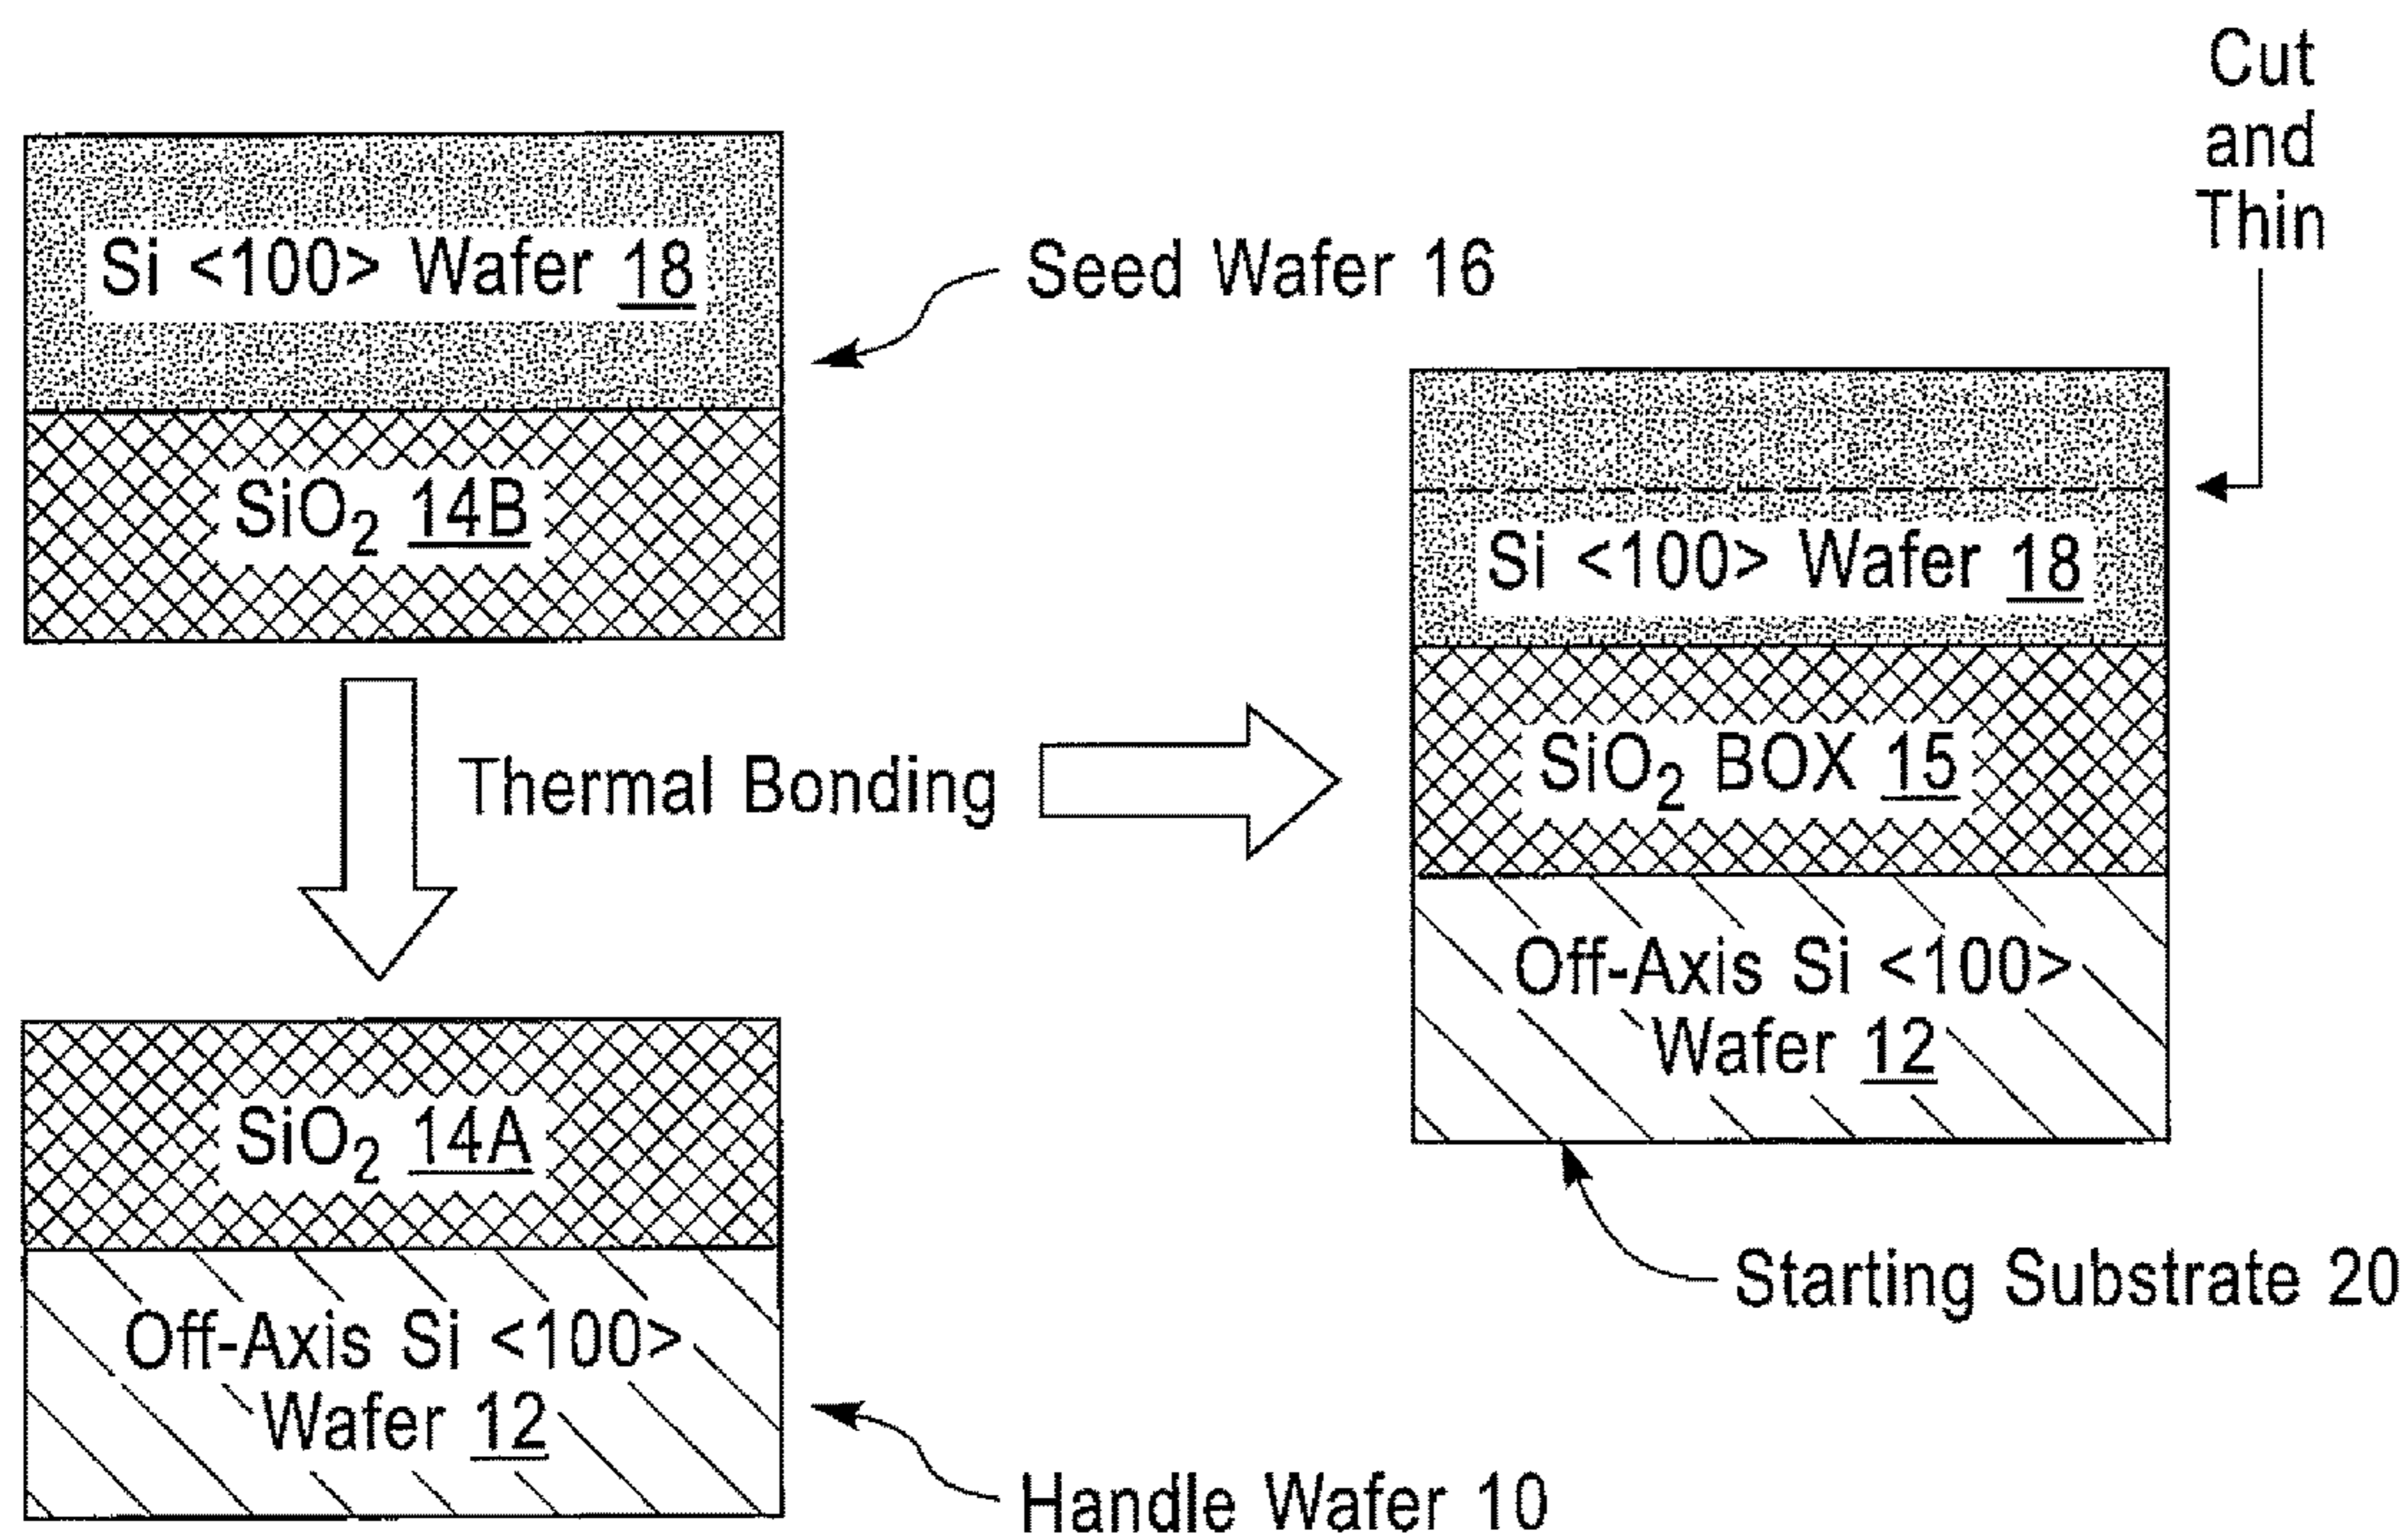 Cut
and
Thin
Si <100> Wafer 18
Seed Wafer 16
SiO2 14B
Si <100> Wafer 18
Thermal Bonding
SiO2 BOX 15
Off-Axis Si <100>
Wafer 12
SiO2 14A
Starting Substrate 20
Off-Axis Si <100>
Wafer 12
Handle Wafer 10